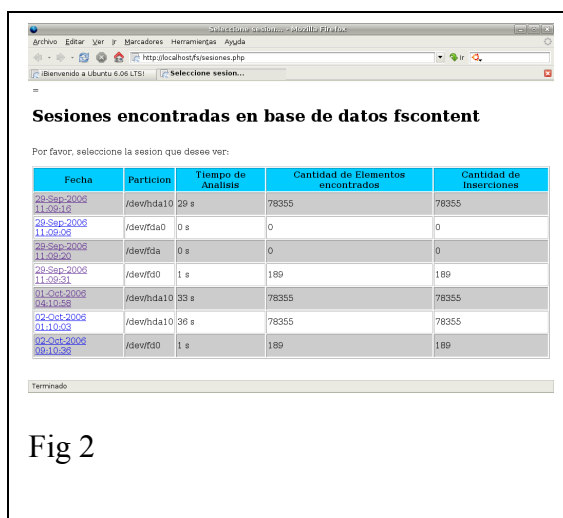 Seleccione sesion... - Mozilla Firefox
Archivo Editar Ver Ir Marcadores Herramientas Ayuda
http://localhost/fs/sesiones.php Ir
¡Bienvenido a Ubuntu 6.06 LTS! Seleccione sesion...
=
Sesiones encontradas en base de datos fscontent
Por favor, seleccione la sesion que desee ver:
Fecha Particion Tiempo de Analisis Cantidad de Elementos encontrados Cantidad de Inserciones
29-Sep-2006 11:09:16 /dev/hda10 29 s 78355 78355
29-Sep-2006 11:09:06 /dev/fda0 0 s 0 0
29-Sep-2006 11:09:20 /dev/fda 0 s 0 0
29-Sep-2006 11:09:31 /dev/fd0 1 s 189 189
01-Oct-2006 04:10:58 /dev/hda10 33 s 78355 78355
02-Oct-2006 01:10:03 /dev/hda10 36 s 78355 78355
02-Oct-2006 09:10:36 /dev/fd0 1 s 189 189
Terminado
Fig 2